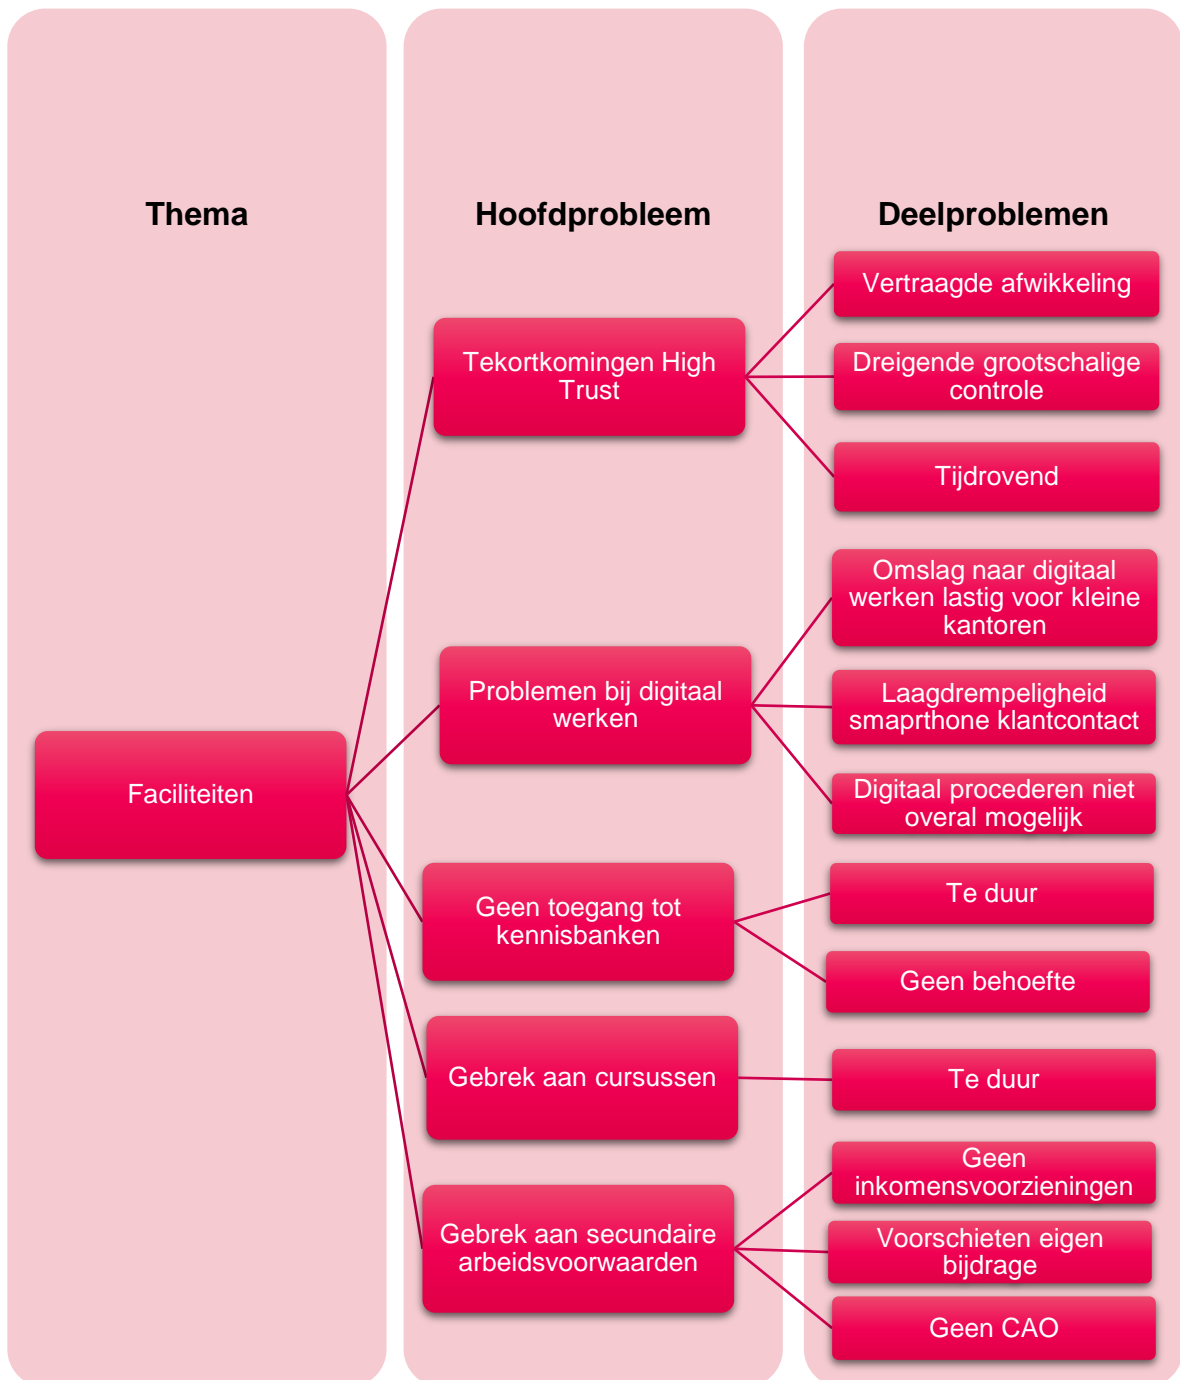 Thema
Hoofdprobleem
Deelproblemen
Faciliteiten
Tekortkomingen High
Trust
Vertraagde afwikkeling
Dreigende grootschalige
controle
Tijdrovend
Problemen bij digitaal
werken
Omslag naar digitaal
werken lastig voor kleine
kantoren
Laagdrempeligheid
smaprthone klantcontact
Digitaal procederen niet
overal mogelijk
Geen toegang tot
kennisbanken
Te duur
Geen behoefte
Gebrek aan cursussen
Te duur
Gebrek aan secundaire
arbeidsvoorwaarden
Geen
inkomensvoorzieningen
Voorschieten eigen
bijdrage
Geen CAO